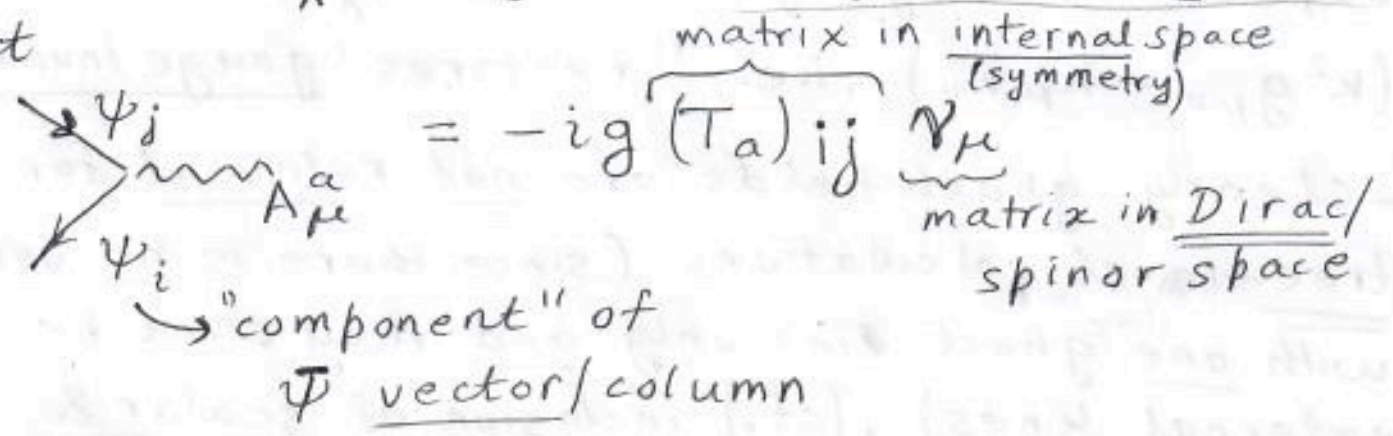 t
matrix in internal space
(symmetry)
ψj = -ig (Ta)ij γμ
Aμa
matrix in Dirac/
spinor space
ψi
→ "component" of
Ψ vector/column